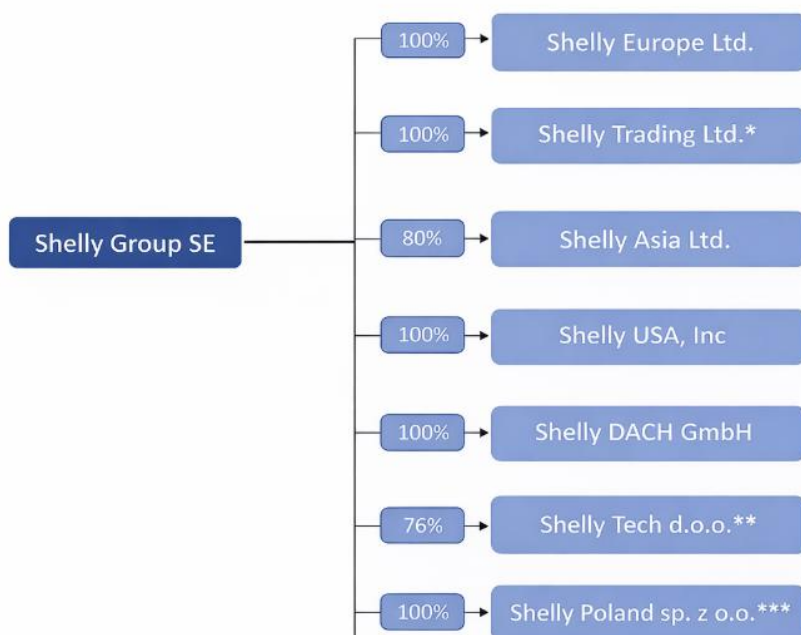 100% Shelly Europe Ltd.
100% Shelly Trading Ltd.*
Shelly Group SE
80% Shelly Asia Ltd.
100% Shelly USA, Inc
100% Shelly DACH GmbH
76% Shelly Tech d.o.o.**
100% Shelly Poland sp. z o.o.***